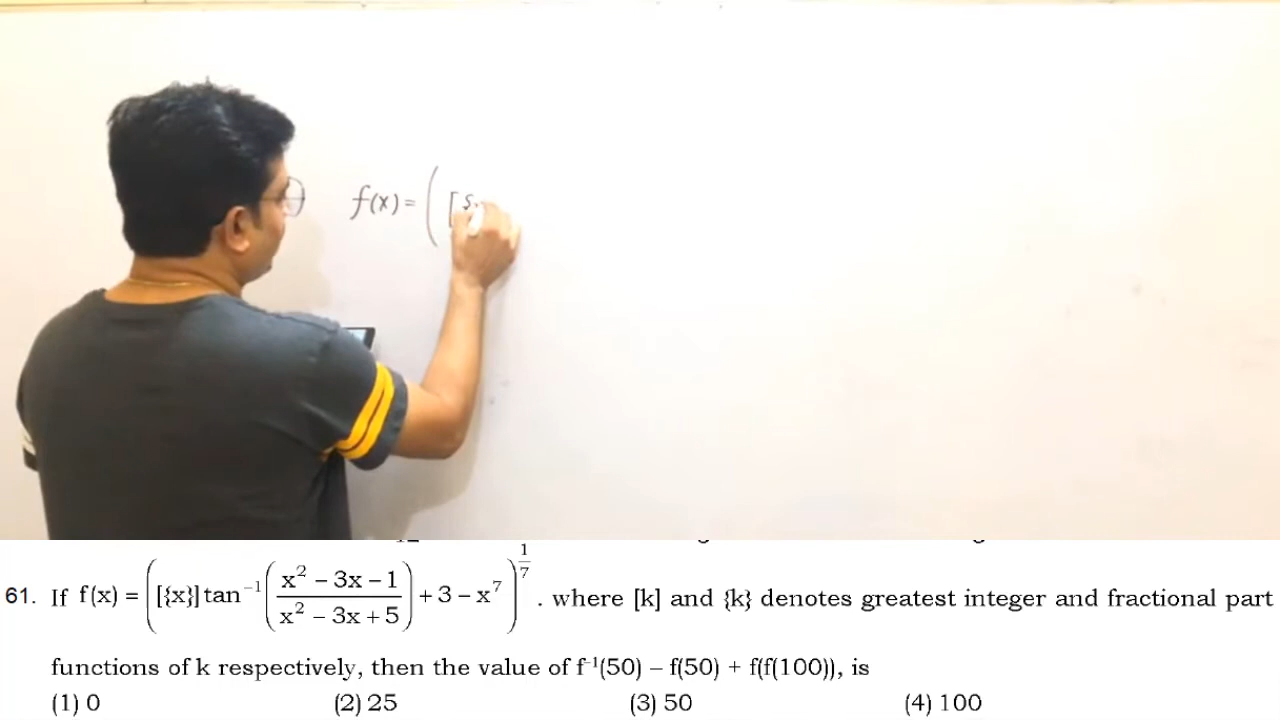 f(x) = ( [
61. If f(x) = ([{x}] tan⁻¹((x² − 3x − 1)/(x² − 3x + 5)) + 3 − x⁷)^(1/7) . where [k] and {k} denotes greatest integer and fractional part
functions of k respectively, then the value of f⁻¹(50) − f(50) + f(f(100)), is
(1) 0 (2) 25 (3) 50 (4) 100